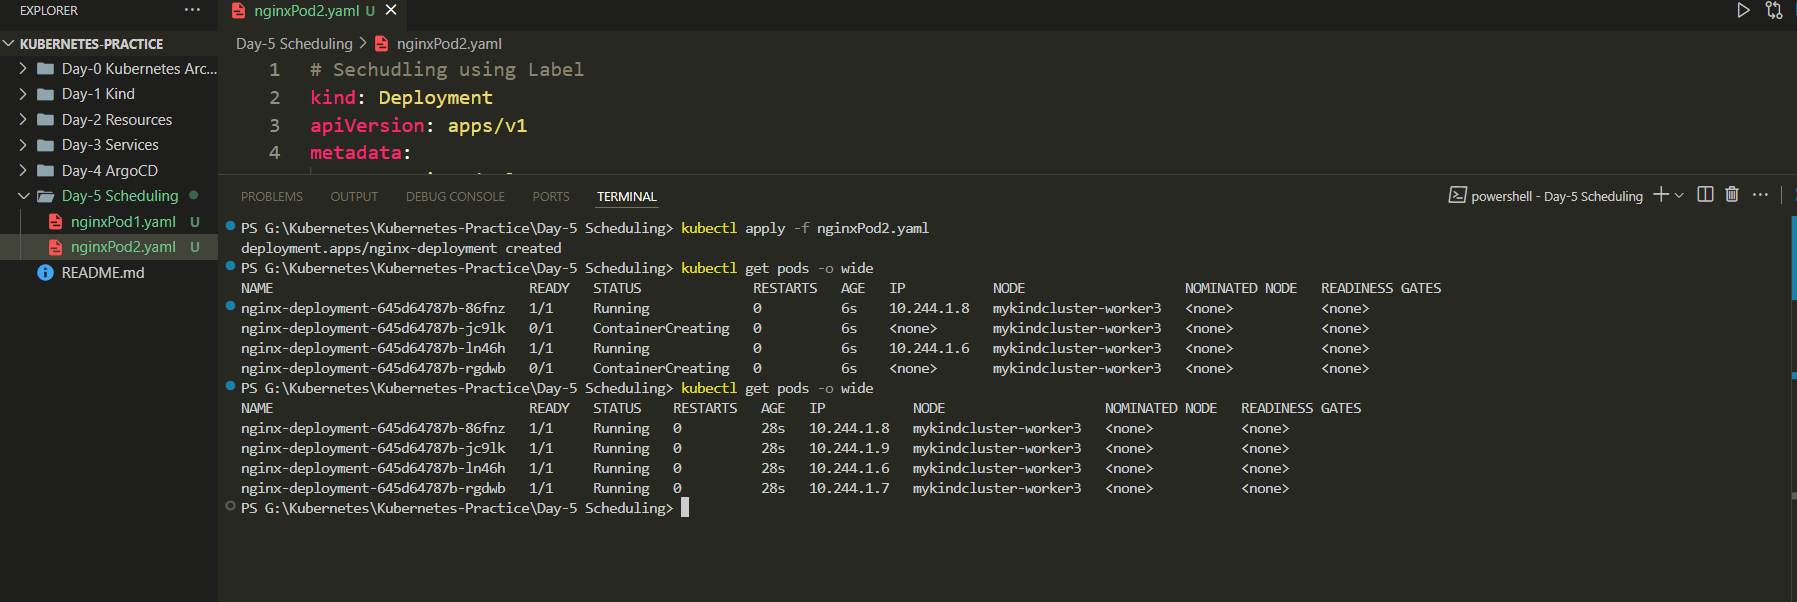 EXPLORER ···
nginxPod2.yaml U ×
KUBERNETES-PRACTICE
Day-0 Kubernetes Arc...
Day-1 Kind
Day-2 Resources
Day-3 Services
Day-4 ArgoCD
Day-5 Scheduling
nginxPod1.yaml U
nginxPod2.yaml U
README.md
Day-5 Scheduling > nginxPod2.yaml
1 # Sechudling using Label
2 kind: Deployment
3 apiVersion: apps/v1
4 metadata:
PROBLEMS OUTPUT DEBUG CONSOLE PORTS TERMINAL powershell - Day-5 Scheduling
PS G:\Kubernetes\Kubernetes-Practice\Day-5 Scheduling> kubectl apply -f nginxPod2.yaml
deployment.apps/nginx-deployment created
PS G:\Kubernetes\Kubernetes-Practice\Day-5 Scheduling> kubectl get pods -o wide
NAME READY STATUS RESTARTS AGE IP NODE NOMINATED NODE READINESS GATES
nginx-deployment-645d64787b-86fnz 1/1 Running 0 6s 10.244.1.8 mykindcluster-worker3 <none> <none>
nginx-deployment-645d64787b-jc9lk 0/1 ContainerCreating 0 6s <none> mykindcluster-worker3 <none> <none>
nginx-deployment-645d64787b-ln46h 1/1 Running 0 6s 10.244.1.6 mykindcluster-worker3 <none> <none>
nginx-deployment-645d64787b-rgdwb 0/1 ContainerCreating 0 6s <none> mykindcluster-worker3 <none> <none>
PS G:\Kubernetes\Kubernetes-Practice\Day-5 Scheduling> kubectl get pods -o wide
NAME READY STATUS RESTARTS AGE IP NODE NOMINATED NODE READINESS GATES
nginx-deployment-645d64787b-86fnz 1/1 Running 0 28s 10.244.1.8 mykindcluster-worker3 <none> <none>
nginx-deployment-645d64787b-jc9lk 1/1 Running 0 28s 10.244.1.9 mykindcluster-worker3 <none> <none>
nginx-deployment-645d64787b-ln46h 1/1 Running 0 28s 10.244.1.6 mykindcluster-worker3 <none> <none>
nginx-deployment-645d64787b-rgdwb 1/1 Running 0 28s 10.244.1.7 mykindcluster-worker3 <none> <none>
PS G:\Kubernetes\Kubernetes-Practice\Day-5 Scheduling>